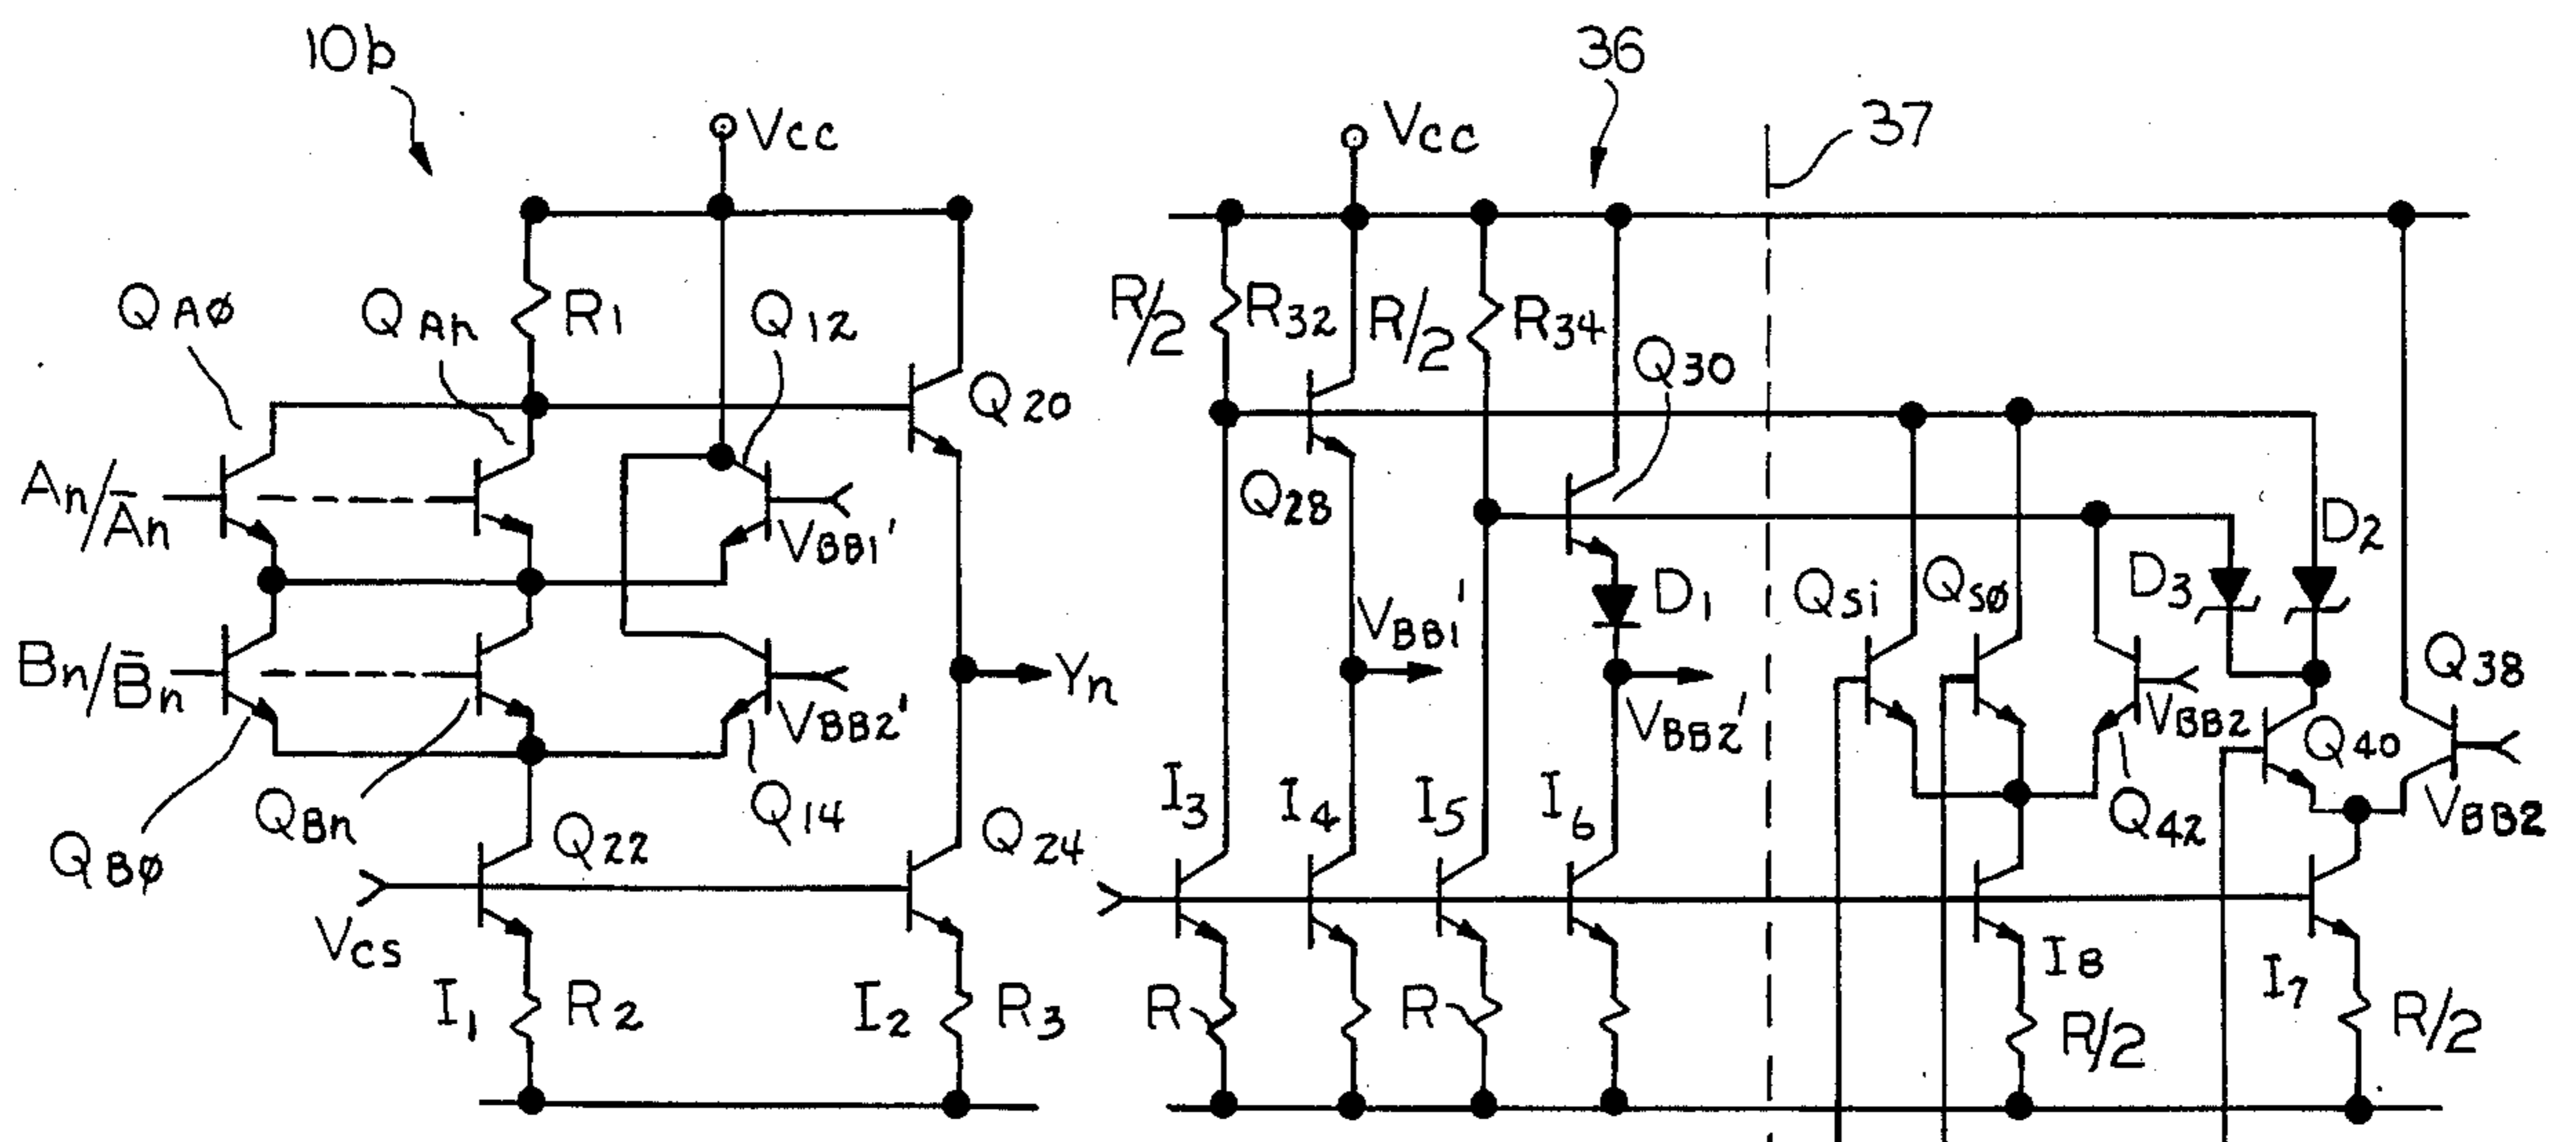 10b
36
37
Vcc
Vcc
QAø
QAn
R1
Q12
Q20
R/2
R32
R/2
R34
Q30
An/Ān
VBB1'
Q28
D1
Qsi
Qsø
D3
D2
Bn/B̄n
VBB2'
Yn
VBB1'
VBB2'
VBB2
Q40
Q38
QBø
QBn
Q22
Q14
Q24
I3
I4
I5
I6
Q42
VBB2
Vcs
I1
R2
I2
R3
R
R
I8
R/2
I7
R/2